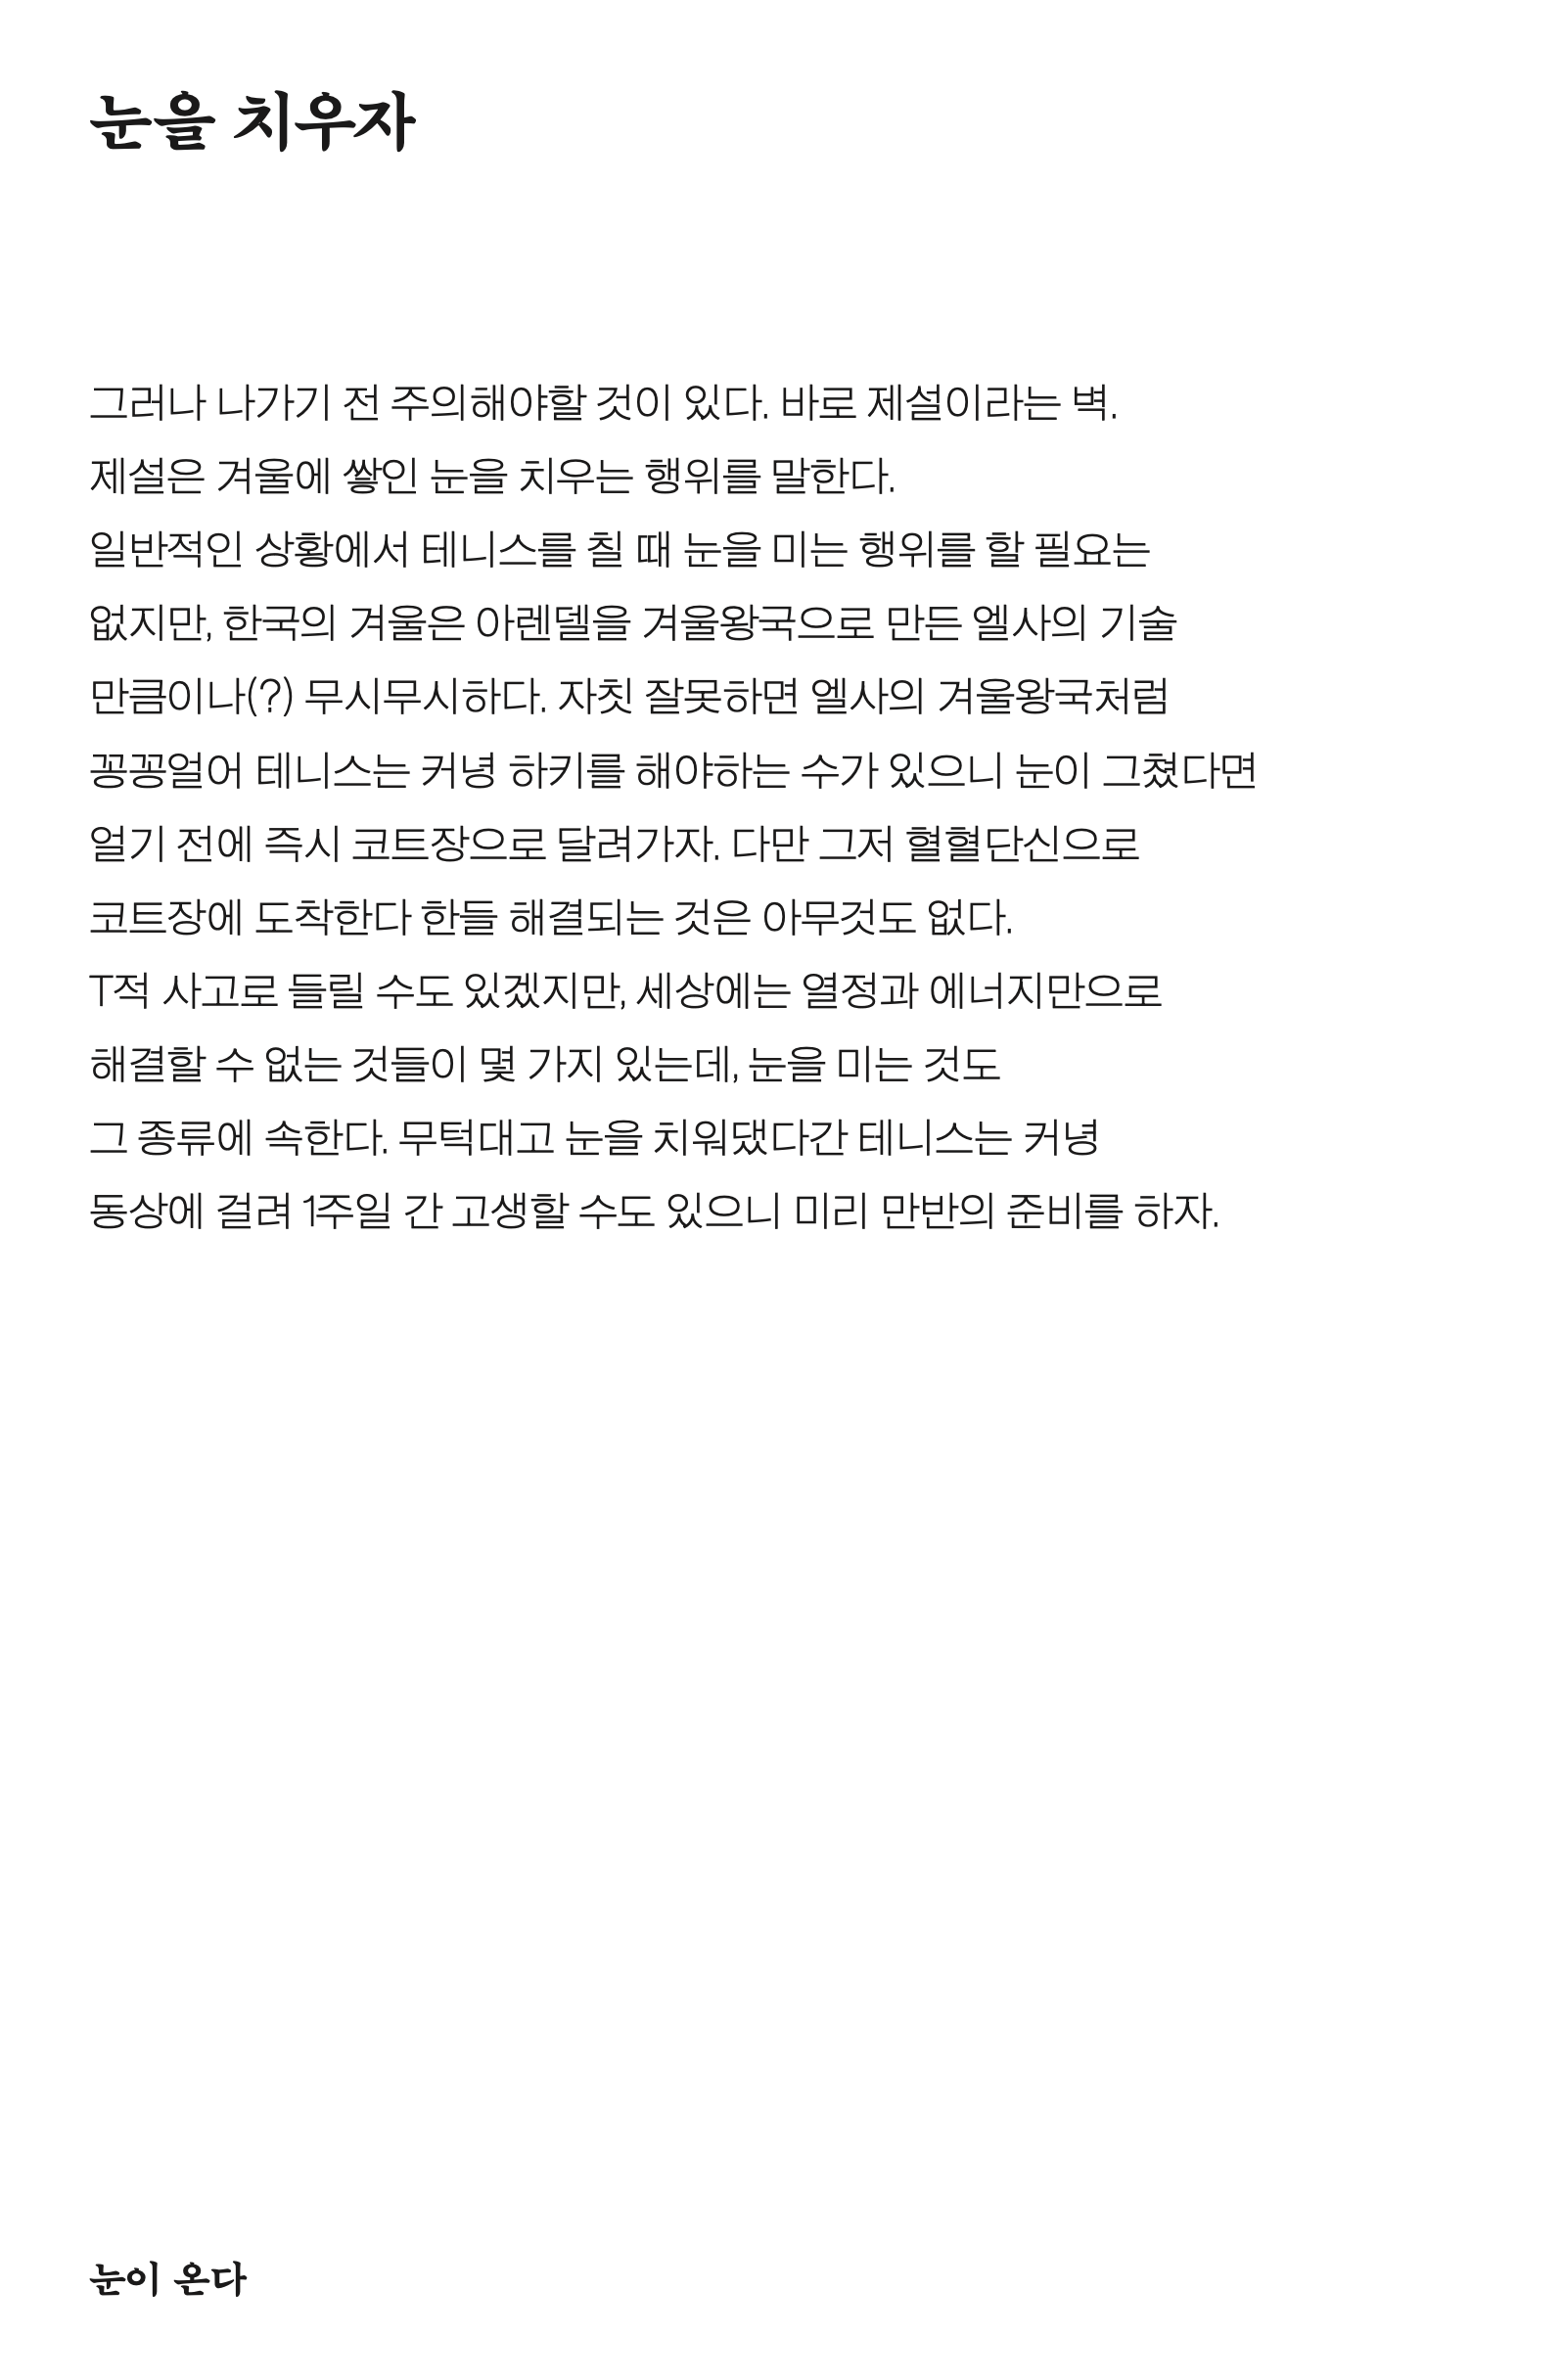 눈을 치우자
그러나 나가기 전 주의해야할 것이 있다. 바로 제설이라는 벽.
제설은 겨울에 쌓인 눈을 치우는 행위를 말한다.
일반적인 상황에서 테니스를 칠 때 눈을 미는 행위를 할 필요는
없지만, 한국의 겨울은 아렌델을 겨울왕국으로 만든 엘사의 기술
만큼이나(?) 무시무시하다. 자칫 잘못하면 엘사의 겨울왕국처럼
꽁꽁얼어 테니스는 커녕 하키를 해야하는 수가 있으니 눈이 그쳤다면
얼기 전에 즉시 코트장으로 달려가자. 다만 그저 혈혈단신으로
코트장에 도착한다 한들 해결되는 것은 아무것도 없다.
T적 사고로 들릴 수도 있겠지만, 세상에는 열정과 에너지만으로
해결할 수 없는 것들이 몇 가지 있는데, 눈을 미는 것도
그 종류에 속한다. 무턱대고 눈을 치워댔다간 테니스는 커녕
동상에 걸려 1주일 간 고생할 수도 있으니 미리 만반의 준비를 하자.
눈이 온다